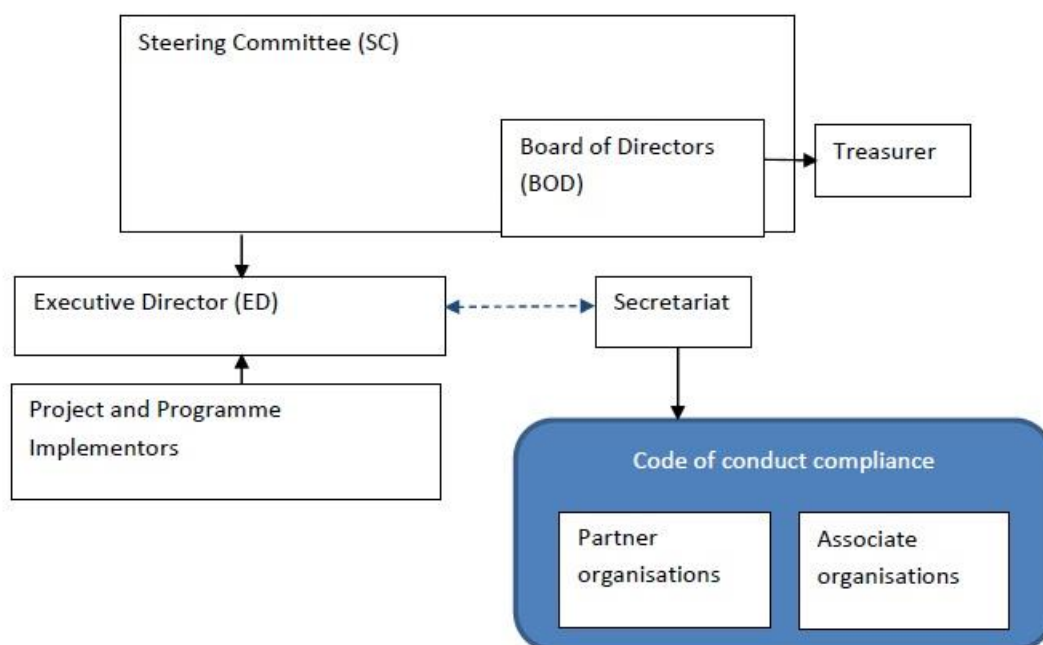 Steering Committee (SC)
Board of Directors
(BOD)
Treasurer
Executive Director (ED)
Secretariat
Project and Programme
Implementors
Code of conduct compliance
Partner
organisations
Associate
organisations